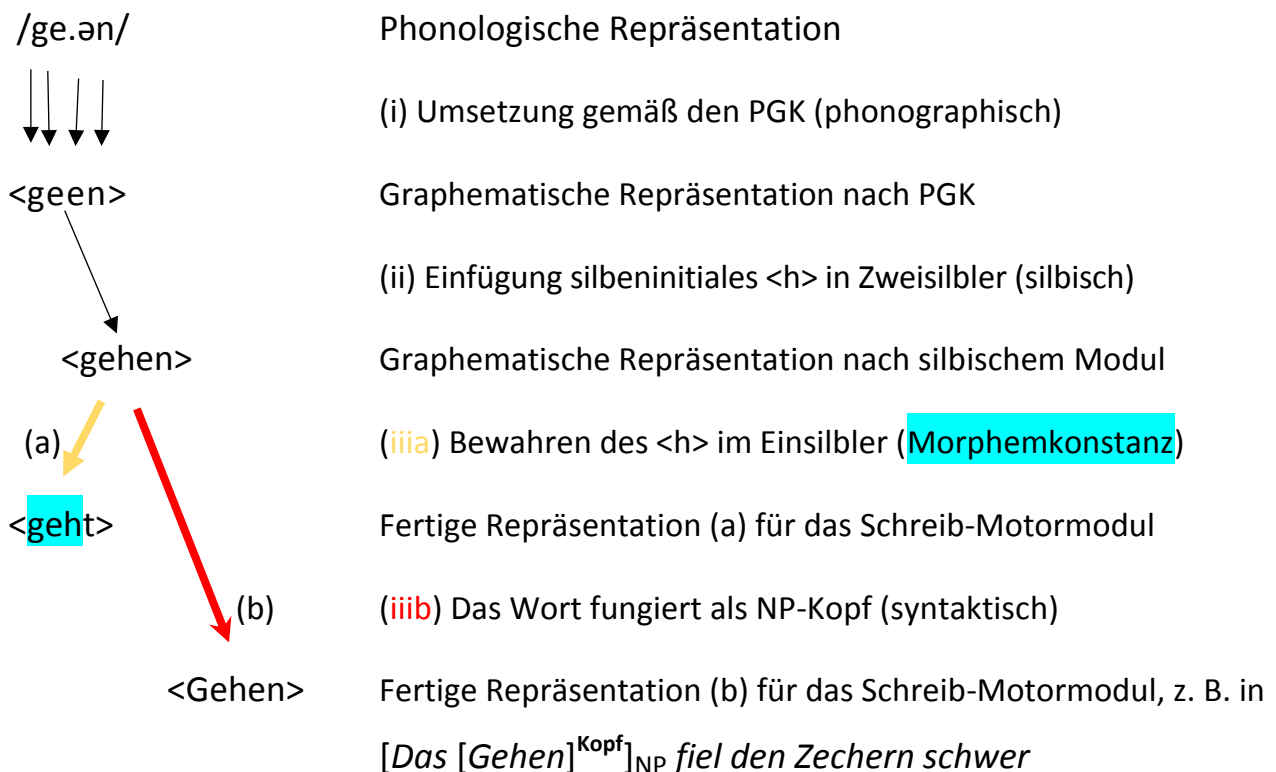 /ge.ən/ Phonologische Repräsentation
(i) Umsetzung gemäß den PGK (phonographisch)
<geen> Graphematische Repräsentation nach PGK
(ii) Einfügung silbeninitiales <h> in Zweisilbler (silbisch)
<gehen> Graphematische Repräsentation nach silbischem Modul
(a) (iiia) Bewahren des <h> im Einsilbler (Morphemkonstanz)
<geht> Fertige Repräsentation (a) für das Schreib-Motormodul
(b) (iiib) Das Wort fungiert als NP-Kopf (syntaktisch)
<Gehen> Fertige Repräsentation (b) für das Schreib-Motormodul, z. B. in
[Das [Gehen]Kopf]NP fiel den Zechern schwer